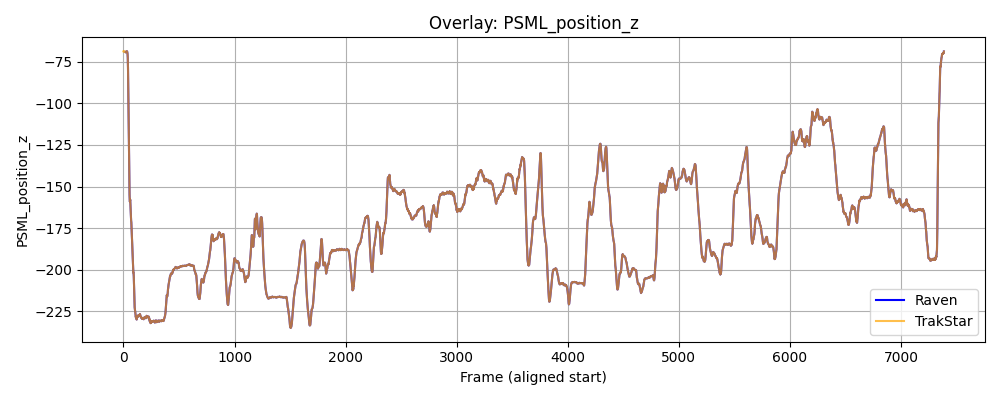 Overlay: PSML_position_z
PSML_position_z
−75
−100
−125
−150
−175
−200
−225
0 1000 2000 3000 4000 5000 6000 7000
Frame (aligned start)
Raven
TrakStar